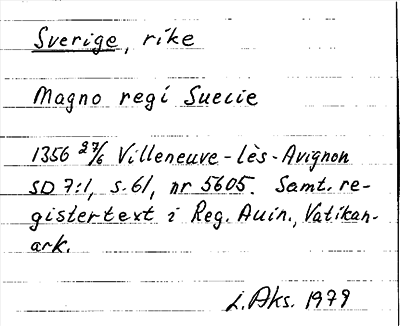 Sverige, rike
Magno regi Suecie
1356 27/6 Villeneuve-lès-Avignon
SD 7:1, s. 61, nr 5605. Samt. re-
gistertext i Reg. Avin., Vatikan-
ark.
L. Aks. 1979